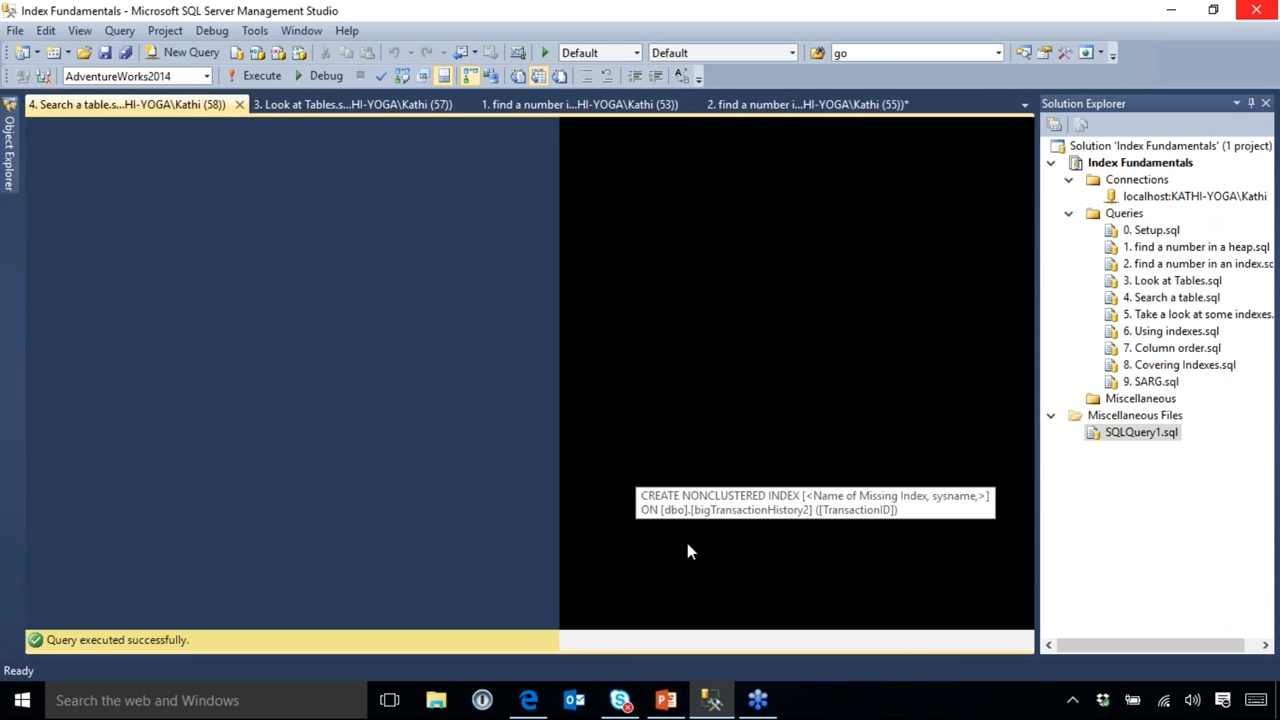 Index Fundamentals - Microsoft SQL Server Management Studio
File Edit View Query Project Debug Tools Window Help
New Query Default Default go
AdventureWorks2014 Execute Debug
4. Search a table.s...HI-YOGA\Kathi (58)) 3. Look at Tables.s...HI-YOGA\Kathi (57)) 1. find a number i...HI-YOGA\Kathi (53)) 2. find a number i...HI-YOGA\Kathi (55))*
Object Explorer
CREATE NONCLUSTERED INDEX [<Name of Missing Index, sysname,>]
ON [dbo].[bigTransactionHistory2] ([TransactionID])
Query executed successfully.
Solution Explorer
Solution 'Index Fundamentals' (1 project)
Index Fundamentals
Connections
localhost:KATHI-YOGA\Kathi
Queries
0. Setup.sql
1. find a number in a heap.sql
2. find a number in an index.sc
3. Look at Tables.sql
4. Search a table.sql
5. Take a look at some indexes.
6. Using indexes.sql
7. Column order.sql
8. Covering Indexes.sql
9. SARG.sql
Miscellaneous
Miscellaneous Files
SQLQuery1.sql
Ready
Search the web and Windows